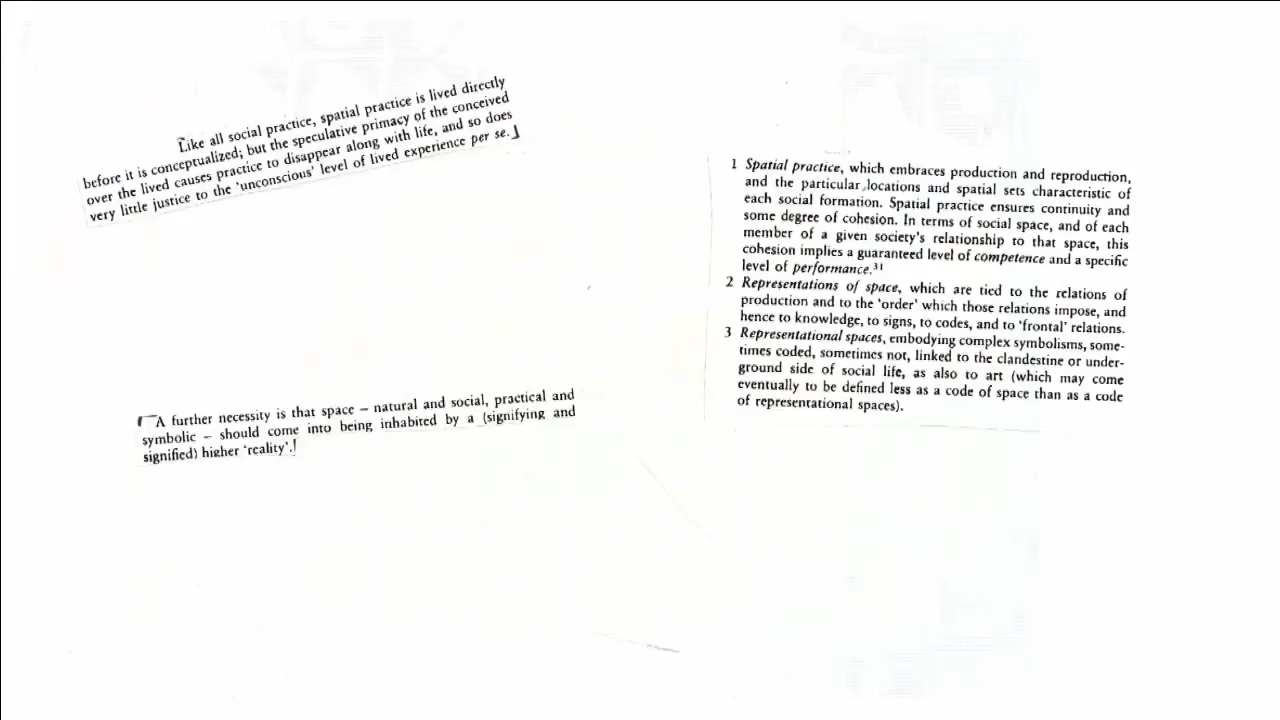 Like all social practice, spatial practice is lived directly
before it is conceptualized; but the speculative primacy of the conceived
over the lived causes practice to disappear along with life, and so does
very little justice to the 'unconscious' level of lived experience per se.
A further necessity is that space – natural and social, practical and
symbolic – should come into being inhabited by a (signifying and
signified) higher 'reality'.
1 Spatial practice, which embraces production and reproduction,
and the particular locations and spatial sets characteristic of
each social formation. Spatial practice ensures continuity and
some degree of cohesion. In terms of social space, and of each
member of a given society's relationship to that space, this
cohesion implies a guaranteed level of competence and a specific
level of performance.³¹
2 Representations of space, which are tied to the relations of
production and to the 'order' which those relations impose, and
hence to knowledge, to signs, to codes, and to 'frontal' relations.
3 Representational spaces, embodying complex symbolisms, some-
times coded, sometimes not, linked to the clandestine or under-
ground side of social life, as also to art (which may come
eventually to be defined less as a code of space than as a code
of representational spaces).